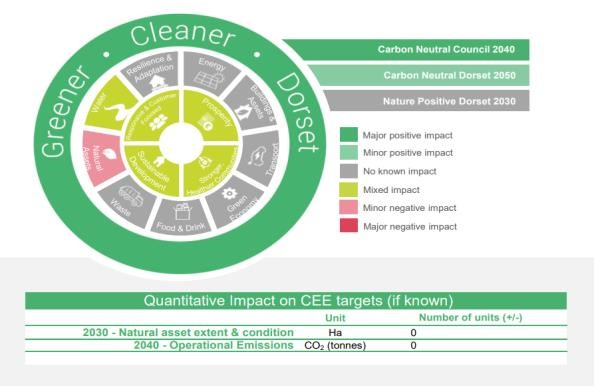 Greener • Cleaner • Dorset
Resilience &
Adaptation
Energy
Buildings &
Assets
Transport
Green
Economy
Food & Drink
Waste
Natural
Assets
Water
Responsive & Customer
Focused
Prosperity
Stronger,
Healthier Communities
Sustainable
Development
Carbon Neutral Council 2040
Carbon Neutral Dorset 2050
Nature Positive Dorset 2030
Major positive impact
Minor positive impact
No known impact
Mixed impact
Minor negative impact
Major negative impact
Quantitative Impact on CEE targets (if known)
Unit Number of units (+/-)
2030 - Natural asset extent & condition Ha 0
2040 - Operational Emissions CO₂ (tonnes) 0